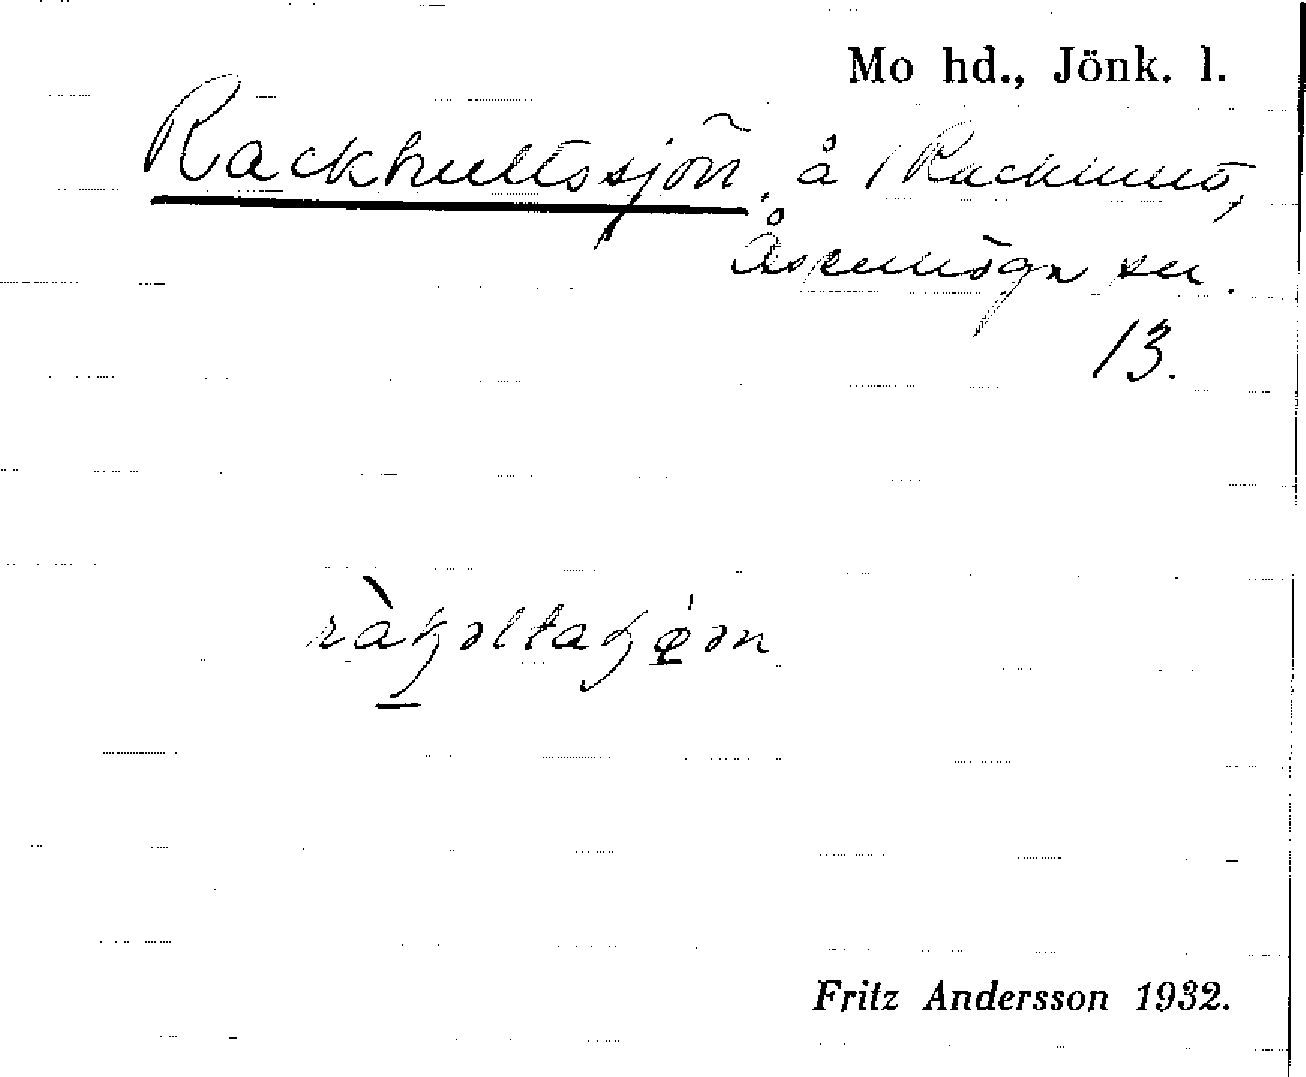 Mo hd., Jönk. l.
Rackhultssjön, å Rackhult,
Åsenhöga sn.
13.
Fritz Andersson 1932.